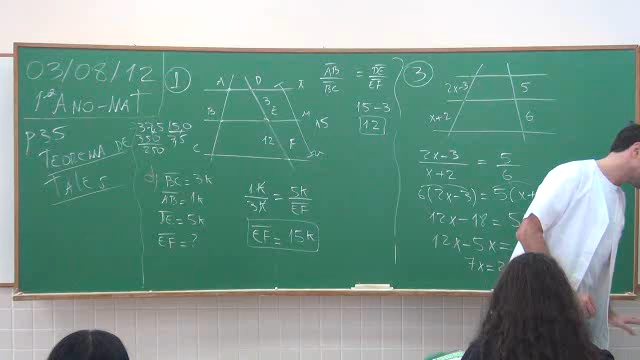 03/08/12
1º ANO-NAT
P35
TEOREMA DE
TALES
1
A D
B E M
C F
3
12
AB/BC = DE/EF
15-3
12
BC = 3k
AB = 1k
DE = 5k
EF = ?
1k/3k = 5k/EF
EF = 15k
3
2x-3 5
x+2 6
2x-3/x+2 = 5/6
6(2x-3) = 5(x+
12x-18 = 5
12x-5x =
7x=2